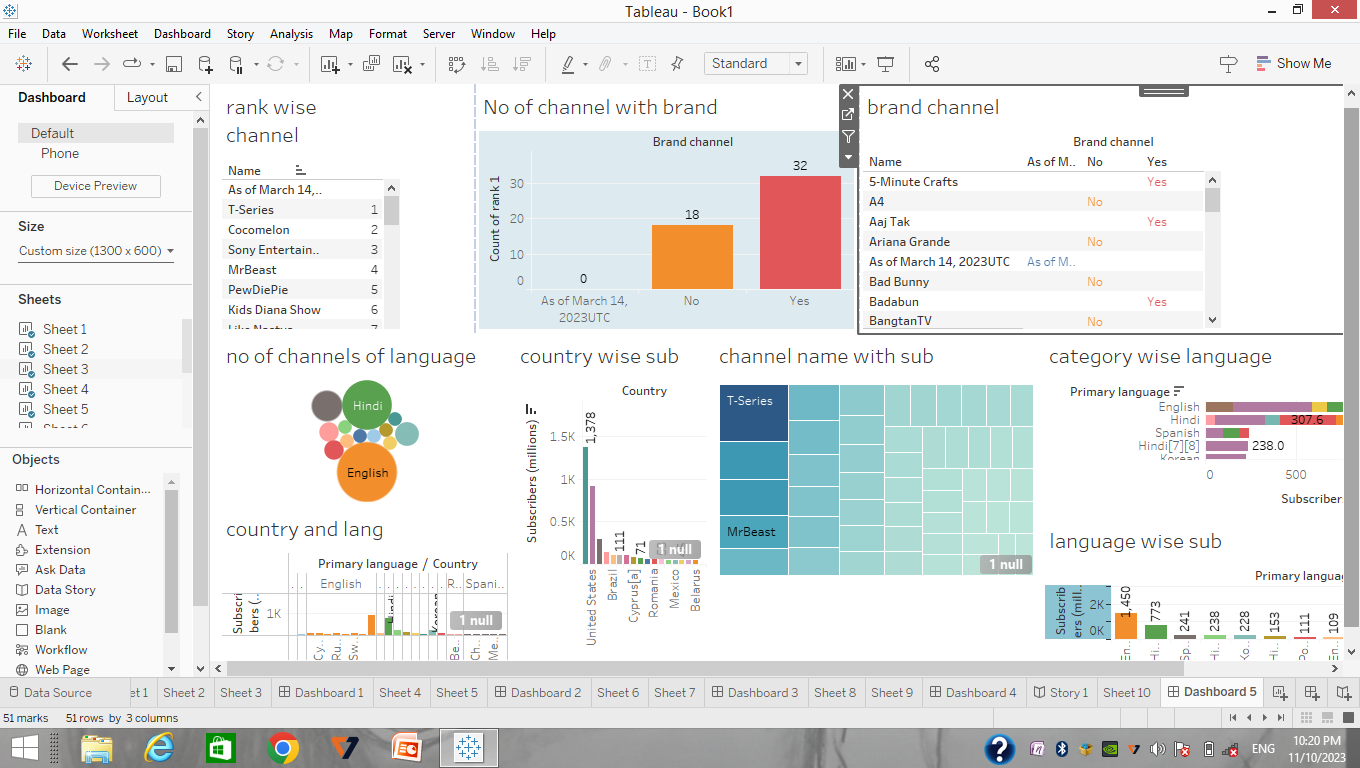 Tableau - Book1
File Data Worksheet Dashboard Story Analysis Map Format Server Window Help
Standard
Show Me
Dashboard Layout
Default
Phone
Device Preview
Size
Custom size (1300 x 600)
Sheets
Sheet 1
Sheet 2
Sheet 3
Sheet 4
Sheet 5
Objects
Horizontal Contain...
Vertical Container
Text
Extension
Ask Data
Data Story
Image
Blank
Workflow
Web Page
rank wise
channel
Name
As of March 14,..
T-Series 1
Cocomelon 2
Sony Entertain.. 3
MrBeast 4
PewDiePie 5
Kids Diana Show 6
No of channel with brand
Brand channel
Count of rank 1
30
20
10
0
0
18
32
As of March 14,
2023UTC
No
Yes
brand channel
Brand channel
Name As of M.. No Yes
5-Minute Crafts Yes
A4 No
Aaj Tak Yes
Ariana Grande No
As of March 14, 2023UTC As of M..
Bad Bunny No
Badabun Yes
BangtanTV No
no of channels of language
Hindi
English
country wise sub
Country
Subscribers (millions)
1.5K
1K
0.5K
0K
1,378
111
71
1 null
United States
Brazil
Cyprus[a]
Romania
Mexico
Belarus
channel name with sub
T-Series
MrBeast
1 null
category wise language
Primary language
English
Hindi 307.6
Spanish
Hindi[7][8] 238.0
Korean
0 500
Subscriber
country and lang
Primary language / Country
English R... Spani..
Subscri
bers (..
1K
Hindi
Korean
1 null
Cy..
Ru..
Sw..
Be..
Ch..
Me..
language wise sub
Primary languag
Subscrib
ers (mill..
2K
0K
1,450
773
241
238
228
153
111
109
En..
Hi..
Sp..
Hi..
Ko..
Hi..
Po..
En..
Data Source et 1 Sheet 2 Sheet 3 Dashboard 1 Sheet 4 Sheet 5 Dashboard 2 Sheet 6 Sheet 7 Dashboard 3 Sheet 8 Sheet 9 Dashboard 4 Story 1 Sheet 10 Dashboard 5
51 marks 51 rows by 3 columns
ENG
10:20 PM
11/10/2023